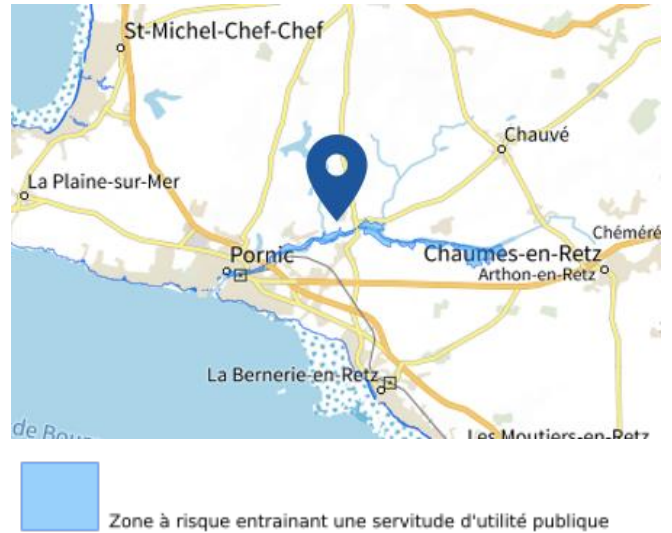 St-Michel-Chef-Chef
Chauvé
La Plaine-sur-Mer
Chéméré
Pornic
Chaumes-en-Retz
Arthon-en-Retz
La Bernerie-en-Retz
Les Moutiers-en-Retz
de Bou
Zone à risque entrainant une servitude d'utilité publique